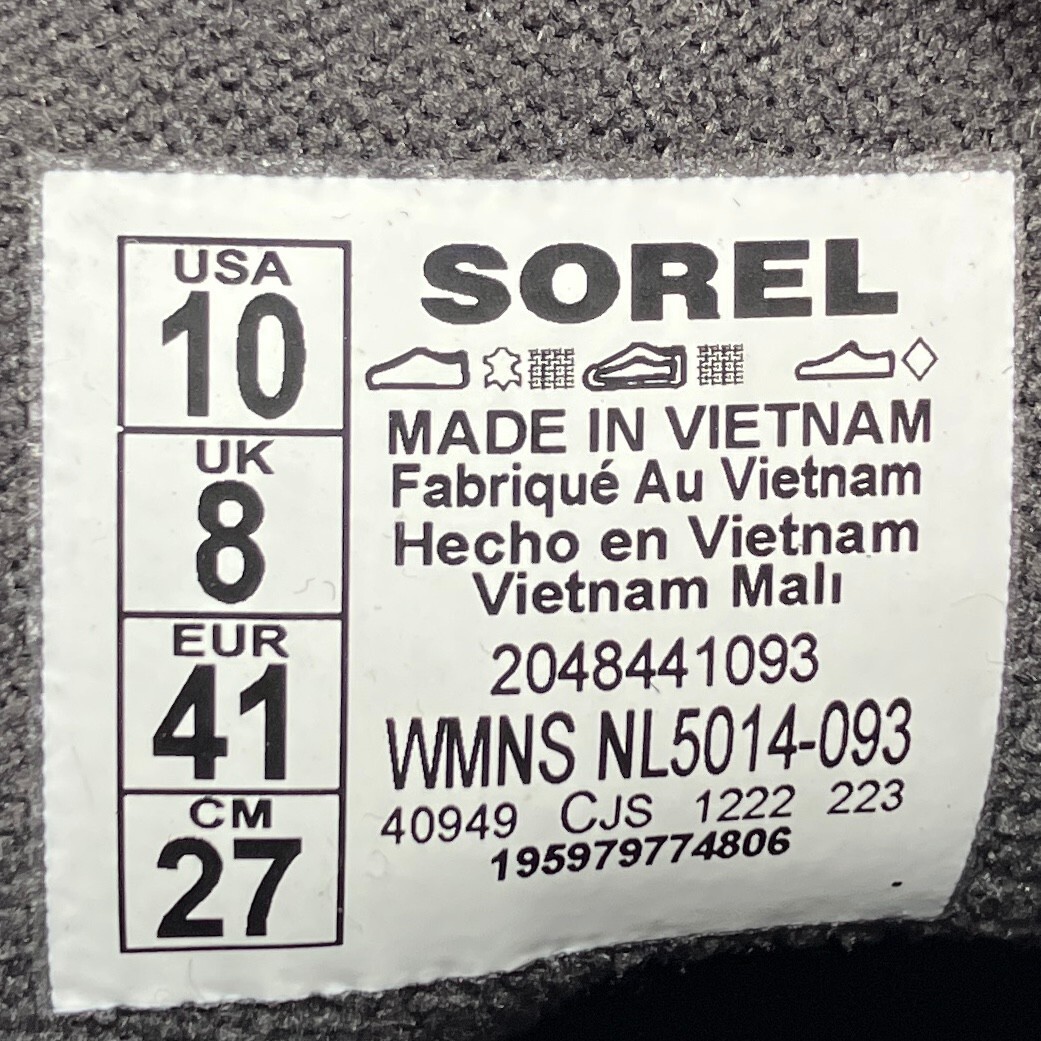 USA
10
UK
8
EUR
41
CM
27
SOREL
MADE IN VIETNAM
Fabriqué Au Vietnam
Hecho en Vietnam
Vietnam Malı
2048441093
WMNS NL5014-093
40949 CJS 1222 223
195979774806